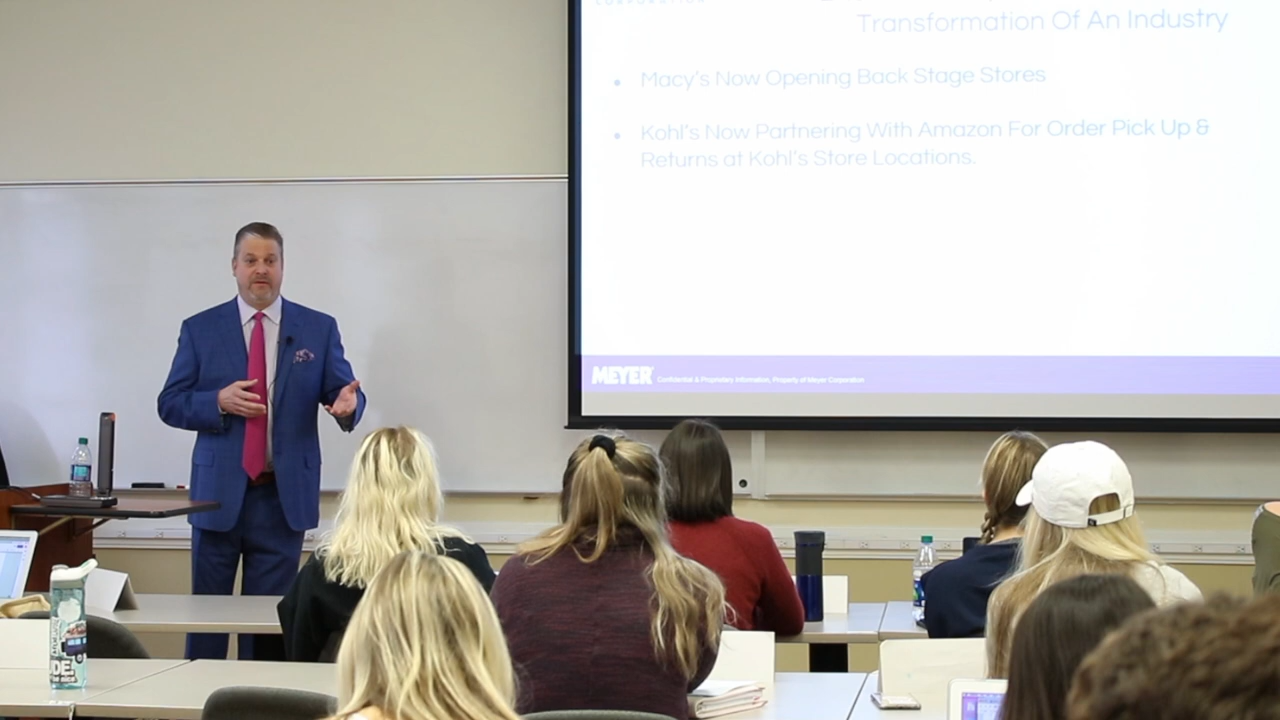 CORPORATION
Transformation Of An Industry
Macy's Now Opening Back Stage Stores
Kohl's Now Partnering With Amazon For Order Pick Up &
Returns at Kohl's Store Locations.
MEYER Confidential & Proprietary Information, Property of Meyer Corporation